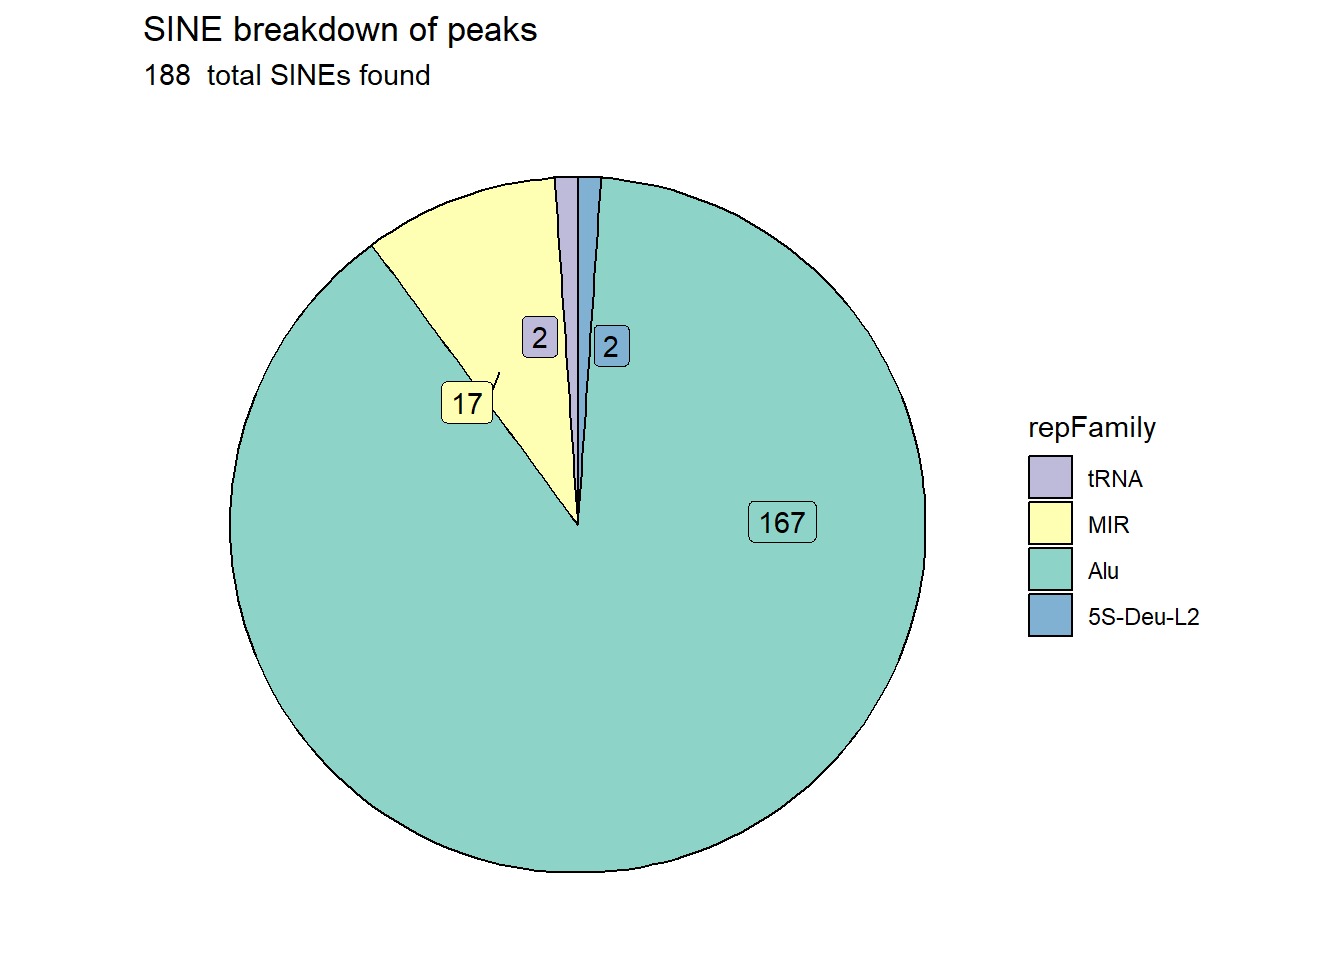 SINE breakdown of peaks
188  total SINEs found
2
2
17
167
repFamily
tRNA
MIR
Alu
5S-Deu-L2